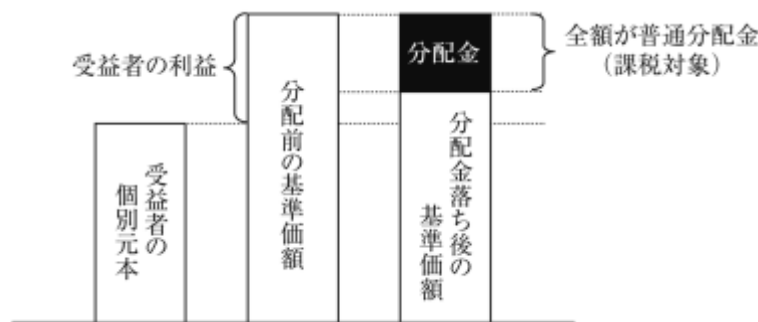 受益者の利益
受益者の
個別元本
分配前の基準価額
分配金
分配金落ち後の
基準価額
全額が普通分配金
(課税対象)